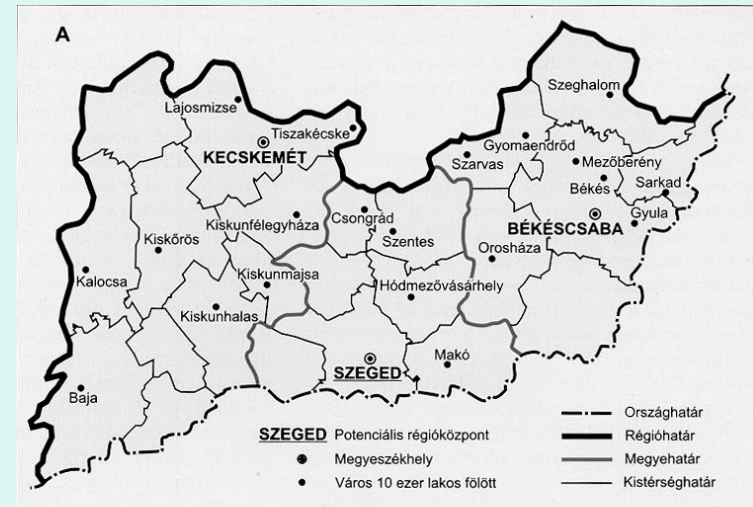 A
Szeghalom
Lajosmizse
Tiszakécske
Gyomaendrőd
KECSKEMÉT
Szarvas
Mezőberény
Békés
Sarkad
Csongrád
Kiskunfélegyháza
Gyula
BÉKÉSCSABA
Szentes
Kiskőrös
Orosháza
Kiskunmajsa
Kalocsa
Hódmezővásárhely
Kiskunhalas
Makó
SZEGED
Baja
SZEGED Potenciális régióközpont
Megyeszékhely
Város 10 ezer lakos fölött
Országhatár
Régióhatár
Megyehatár
Kistérséghatár